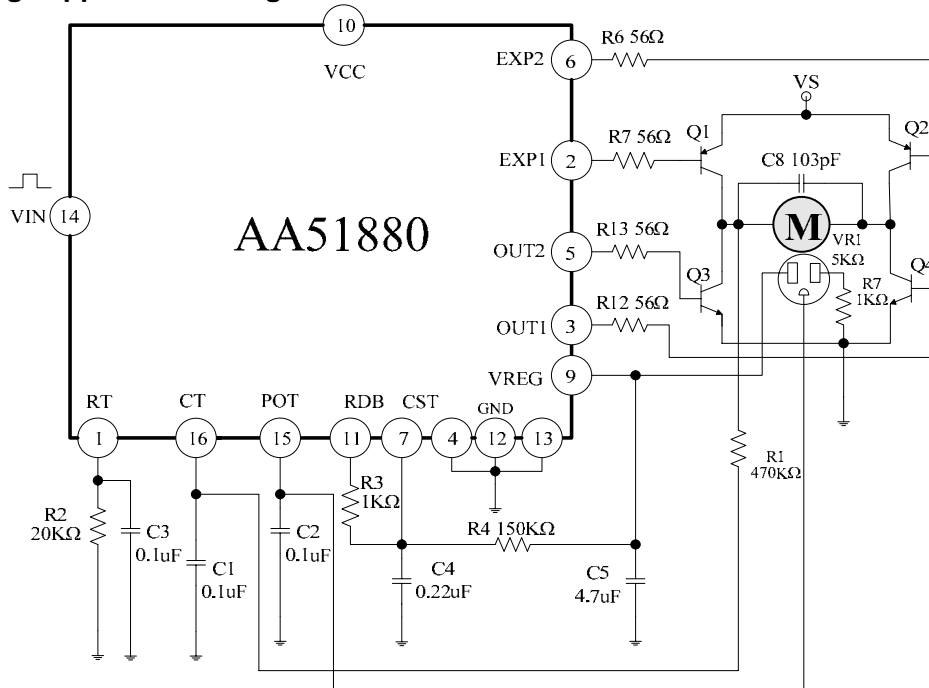 10
VCC
EXP2 6
R6 56Ω
VS
Q1
Q2
EXP1 2
R7 56Ω
C8 103pF
VIN 14
AA51880
M
VR1
5KΩ
OUT2 5
R13 56Ω
Q3
Q4
R7
1KΩ
OUT1 3
R12 56Ω
VREG 9
RT CT POT RDB CST GND
1 16 15 11 7 4 12 13
R1
470KΩ
R3
1KΩ
R2
20KΩ
C3
0.1uF
C1
0.1uF
C2
0.1uF
R4 150KΩ
C4
0.22uF
C5
4.7uF